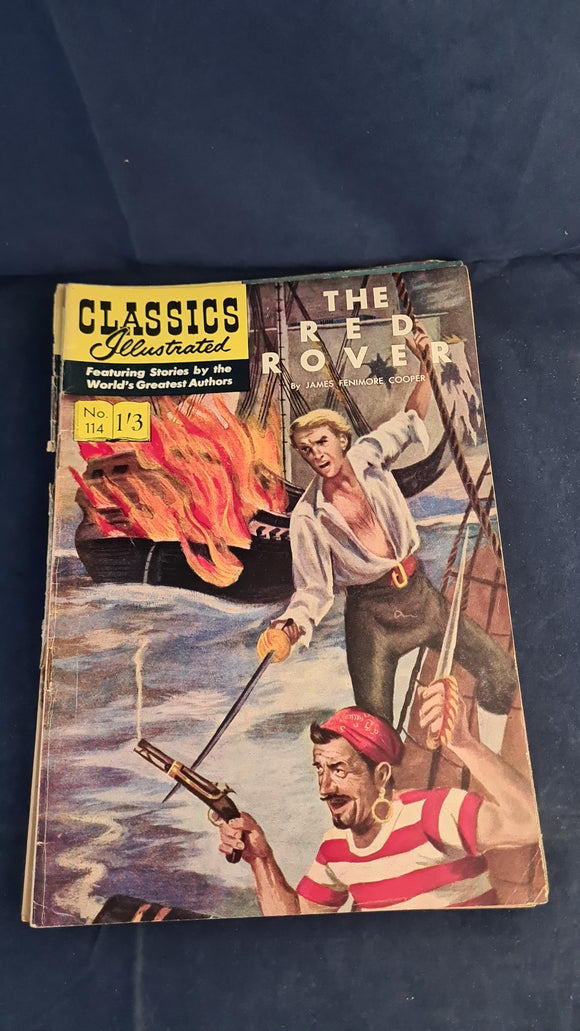 CLASSICS
Illustrated
Featuring Stories by the
World's Greatest Authors
No.
114
1'3
THE
RED
ROVER
By JAMES FENIMORE COOPER